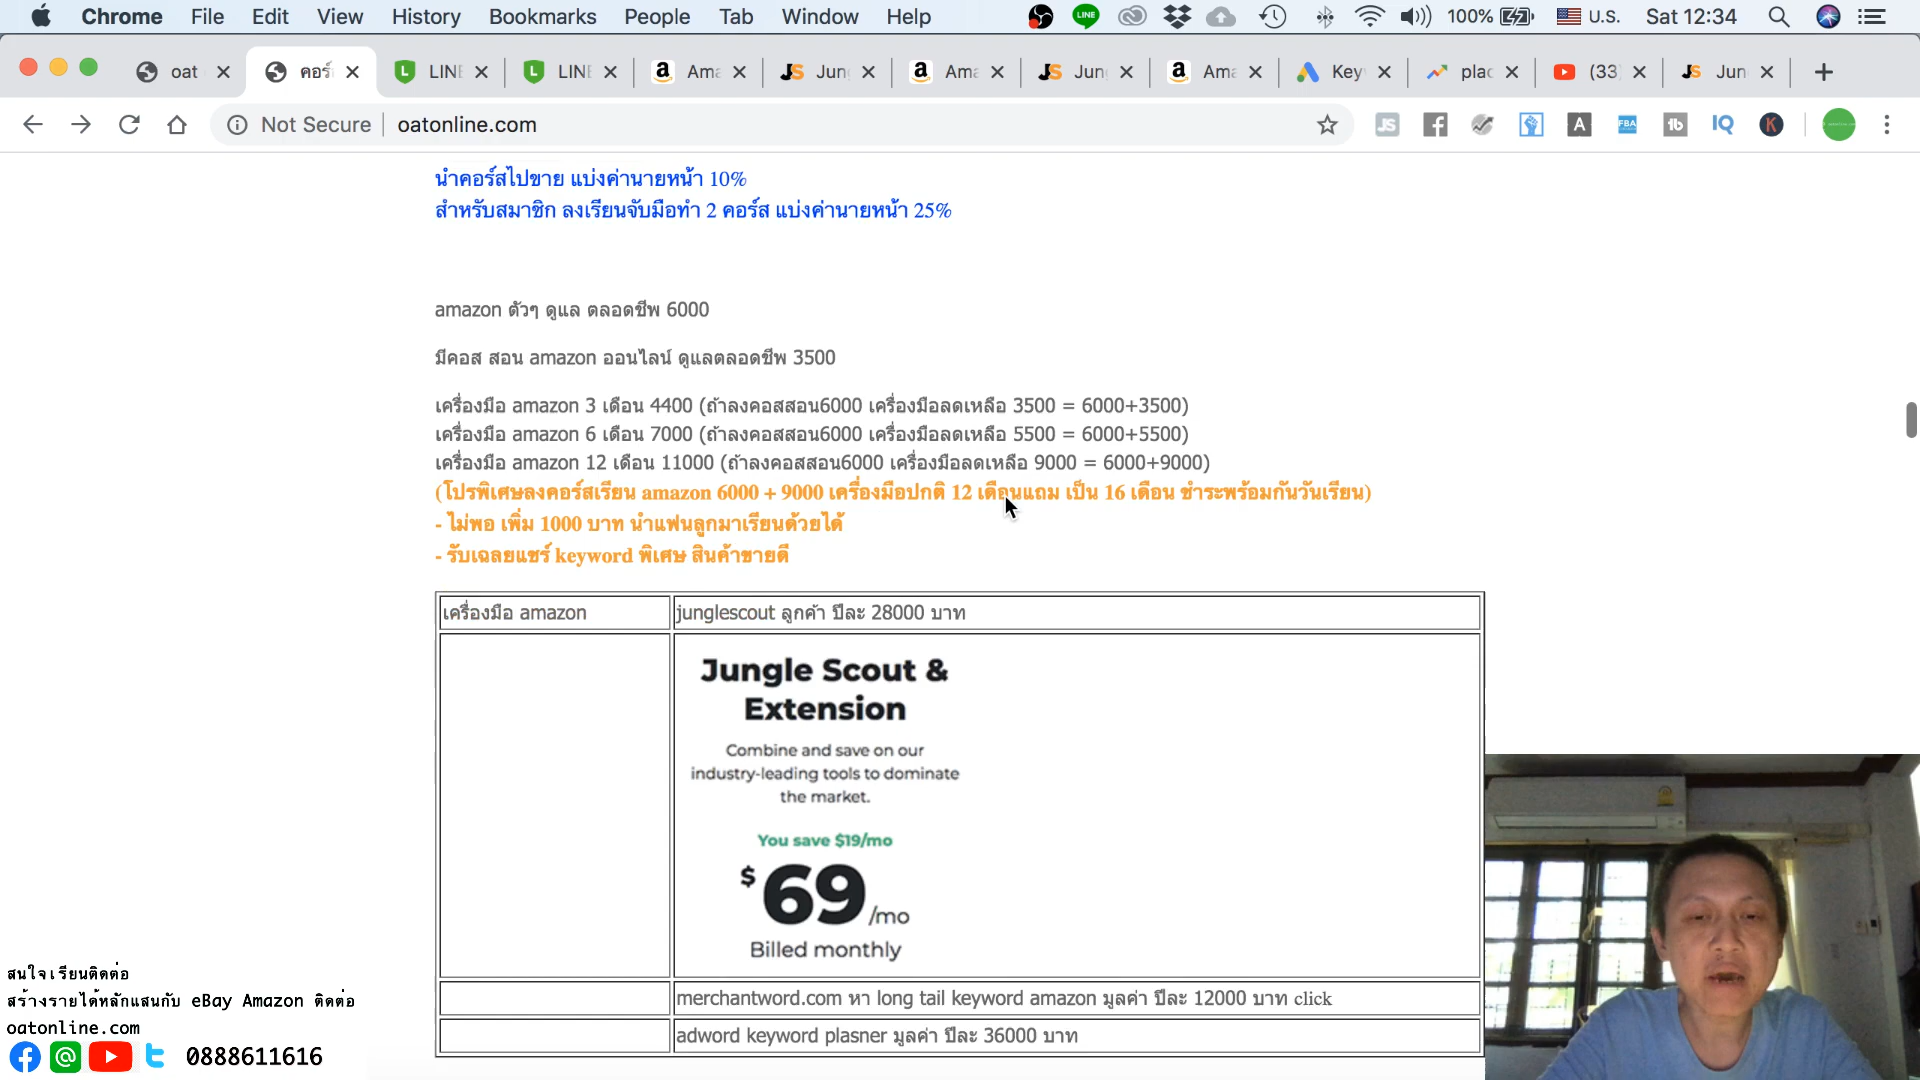 Chrome File Edit View History Bookmarks People Tab Window Help LINE 100% U.S. Sat 12:34
oat คอร์ LINE LINE Ama Jung Ama Jung Ama Key plac (33 Jun
Not Secure oatonline.com JS A FBA tb IQ K
นำคอร์สไปขาย แบ่งค่านายหน้า 10%
สำหรับสมาชิก ลงเรียนจับมือทำ 2 คอร์ส แบ่งค่านายหน้า 25%
amazon ตัวๆ ดูแล ตลอดชีพ 6000
มีคอส สอน amazon ออนไลน์ ดูแลตลอดชีพ 3500
เครื่องมือ amazon 3 เดือน 4400 (ถ้าลงคอสสอน6000 เครื่องมือลดเหลือ 3500 = 6000+3500)
เครื่องมือ amazon 6 เดือน 7000 (ถ้าลงคอสสอน6000 เครื่องมือลดเหลือ 5500 = 6000+5500)
เครื่องมือ amazon 12 เดือน 11000 (ถ้าลงคอสสอน6000 เครื่องมือลดเหลือ 9000 = 6000+9000)
(โปรพิเศษลงคอร์สเรียน amazon 6000 + 9000 เครื่องมือปกติ 12 เดือนแถม เป็น 16 เดือน ชำระพร้อมกันวันเรียน)
- ไม่พอ เพิ่ม 1000 บาท นำแฟนลูกมาเรียนด้วยได้
- รับเฉลยแชร์ keyword พิเศษ สินค้าขายดี
เครื่องมือ amazon junglescout ลูกค้า ปีละ 28000 บาท
Jungle Scout &
Extension
Combine and save on our
industry-leading tools to dominate
the market.
You save $19/mo
$69/mo
Billed monthly
merchantword.com หา long tail keyword amazon มูลค่า ปีละ 12000 บาท click
adword keyword plasner มูลค่า ปีละ 36000 บาท
สนใจเรียนติดต่อ
สร้างรายได้หลักแสนกับ eBay Amazon ติดต่อ
oatonline.com
0888611616